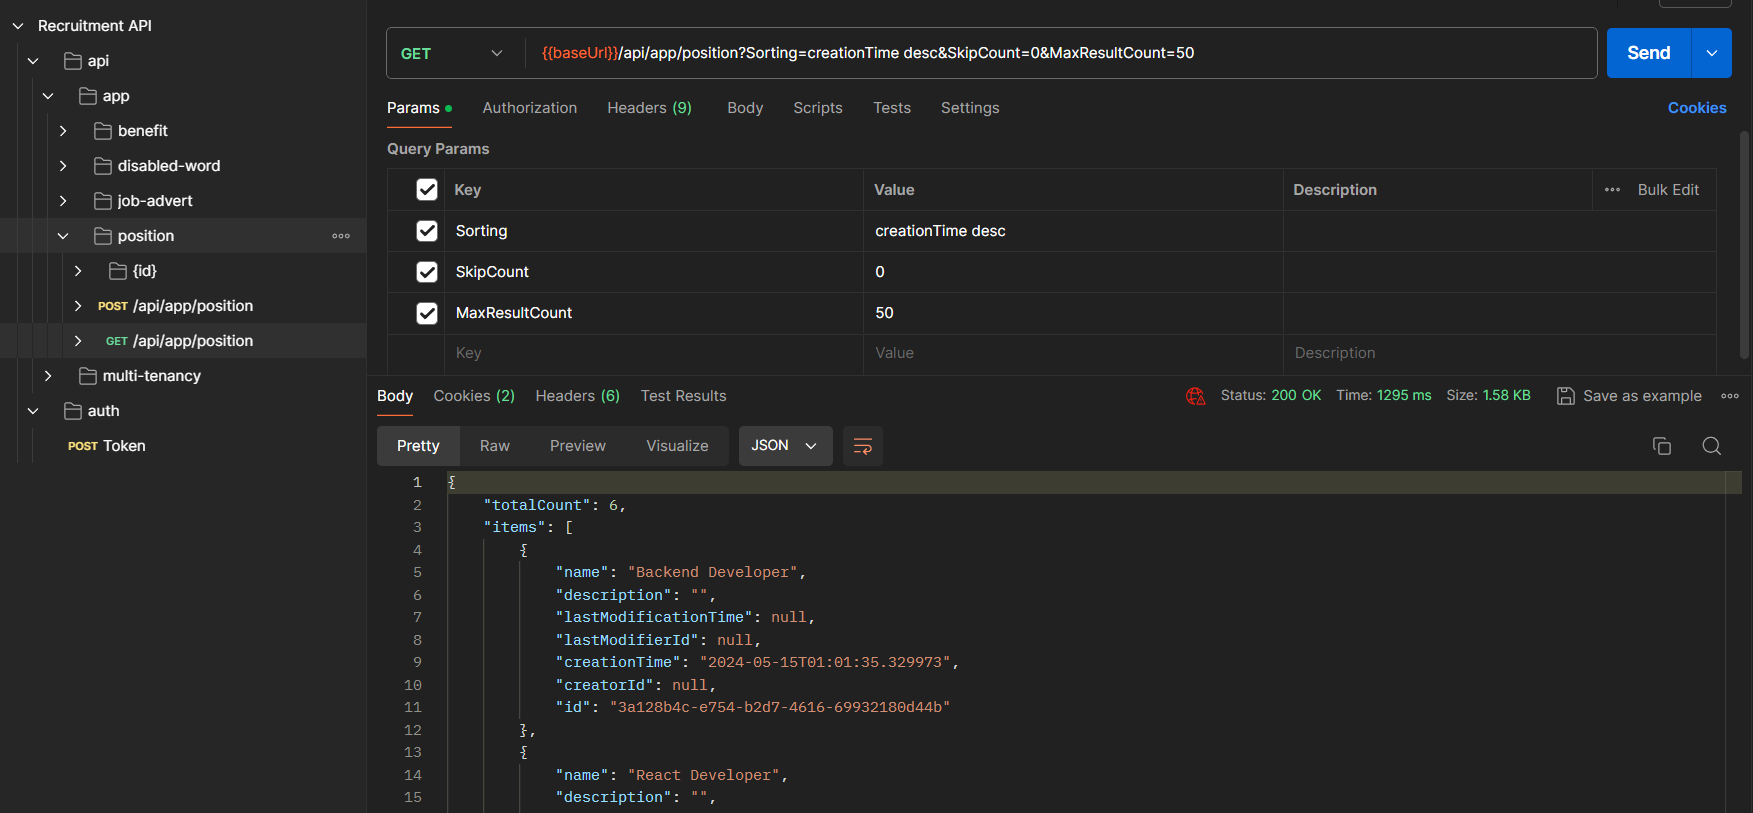 Recruitment API
api
app
benefit
disabled-word
job-advert
position
{id}
POST /api/app/position
GET /api/app/position
multi-tenancy
auth
POST Token
GET {{baseUrl}}/api/app/position?Sorting=creationTime desc&SkipCount=0&MaxResultCount=50 Send
Params Authorization Headers (9) Body Scripts Tests Settings Cookies
Query Params
Key Value Description Bulk Edit
Sorting creationTime desc
SkipCount 0
MaxResultCount 50
Key Value Description
Body Cookies (2) Headers (6) Test Results Status: 200 OK Time: 1295 ms Size: 1.58 KB Save as example
Pretty Raw Preview Visualize JSON
1 {
2 "totalCount": 6,
3 "items": [
4 {
5 "name": "Backend Developer",
6 "description": "",
7 "lastModificationTime": null,
8 "lastModifierId": null,
9 "creationTime": "2024-05-15T01:01:35.329973",
10 "creatorId": null,
11 "id": "3a128b4c-e754-b2d7-4616-69932180d44b"
12 },
13 {
14 "name": "React Developer",
15 "description": "",